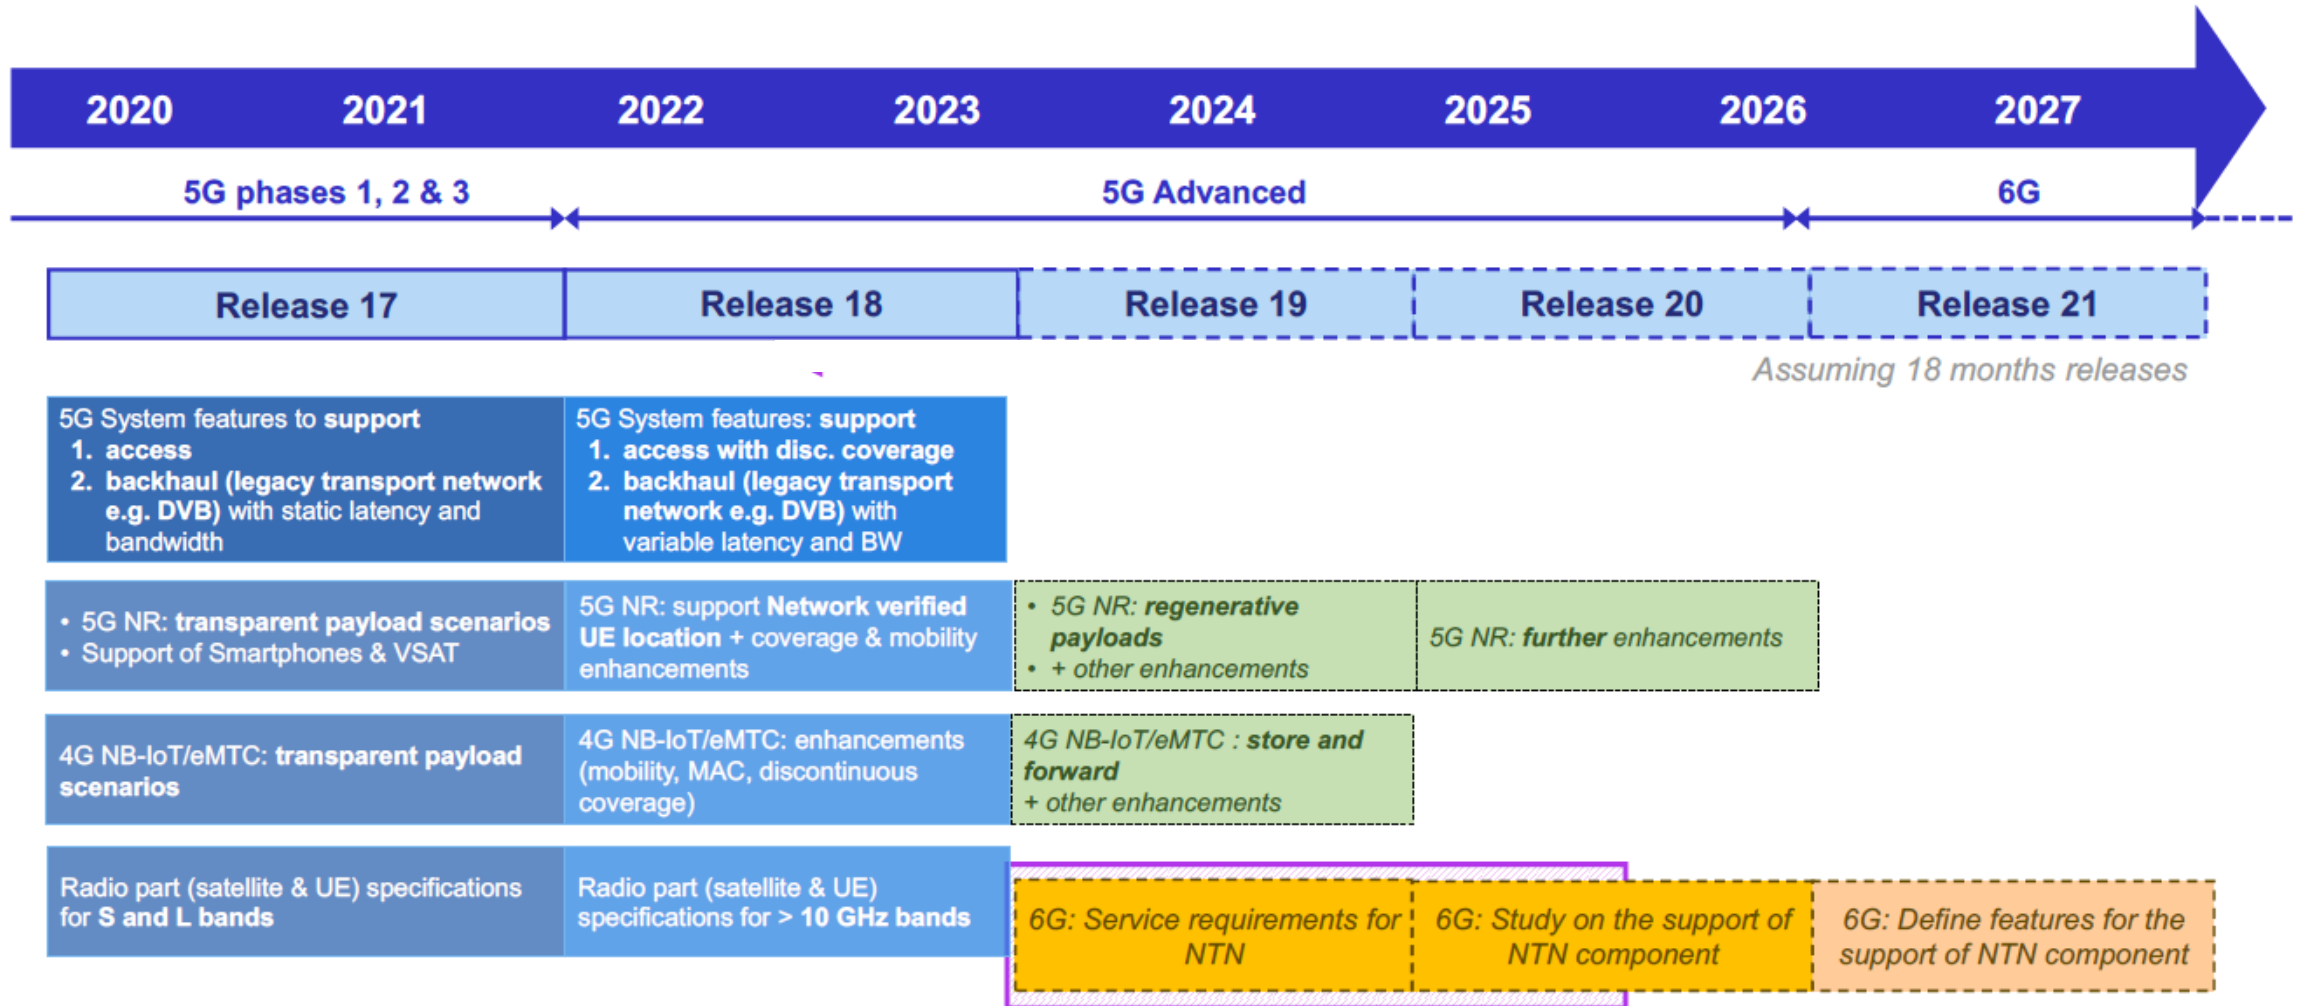 2020 2021 2022 2023 2024 2025 2026 2027
5G phases 1, 2 & 3
5G Advanced
6G
Release 17
Release 18
Release 19
Release 20
Release 21
Assuming 18 months releases
5G System features to support
1. access
2. backhaul (legacy transport network
e.g. DVB) with static latency and
bandwidth
5G System features: support
1. access with disc. coverage
2. backhaul (legacy transport
network e.g. DVB) with
variable latency and BW
• 5G NR: transparent payload scenarios
• Support of Smartphones & VSAT
5G NR: support Network verified
UE location + coverage & mobility
enhancements
• 5G NR: regenerative
payloads
• + other enhancements
5G NR: further enhancements
4G NB-IoT/eMTC: transparent payload
scenarios
4G NB-IoT/eMTC: enhancements
(mobility, MAC, discontinuous
coverage)
4G NB-IoT/eMTC : store and
forward
+ other enhancements
Radio part (satellite & UE) specifications
for S and L bands
Radio part (satellite & UE)
specifications for > 10 GHz bands
6G: Service requirements for
NTN
6G: Study on the support of
NTN component
6G: Define features for the
support of NTN component